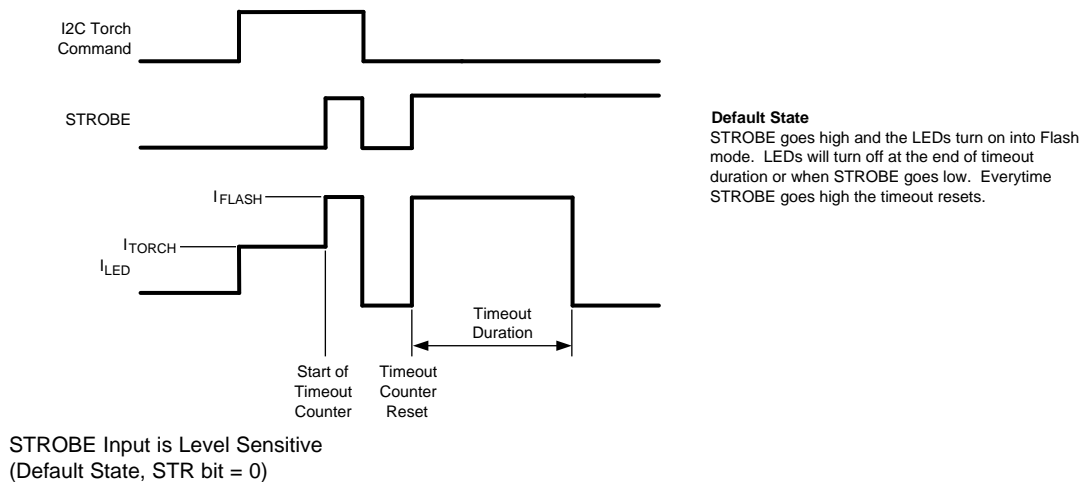 I2C Torch
Command
STROBE
Default State
STROBE goes high and the LEDs turn on into Flash
mode. LEDs will turn off at the end of timeout
duration or when STROBE goes low. Everytime
STROBE goes high the timeout resets.
IFLASH
ITORCH
ILED
Timeout
Duration
Start of
Timeout
Counter
Timeout
Counter
Reset
STROBE Input is Level Sensitive
(Default State, STR bit = 0)